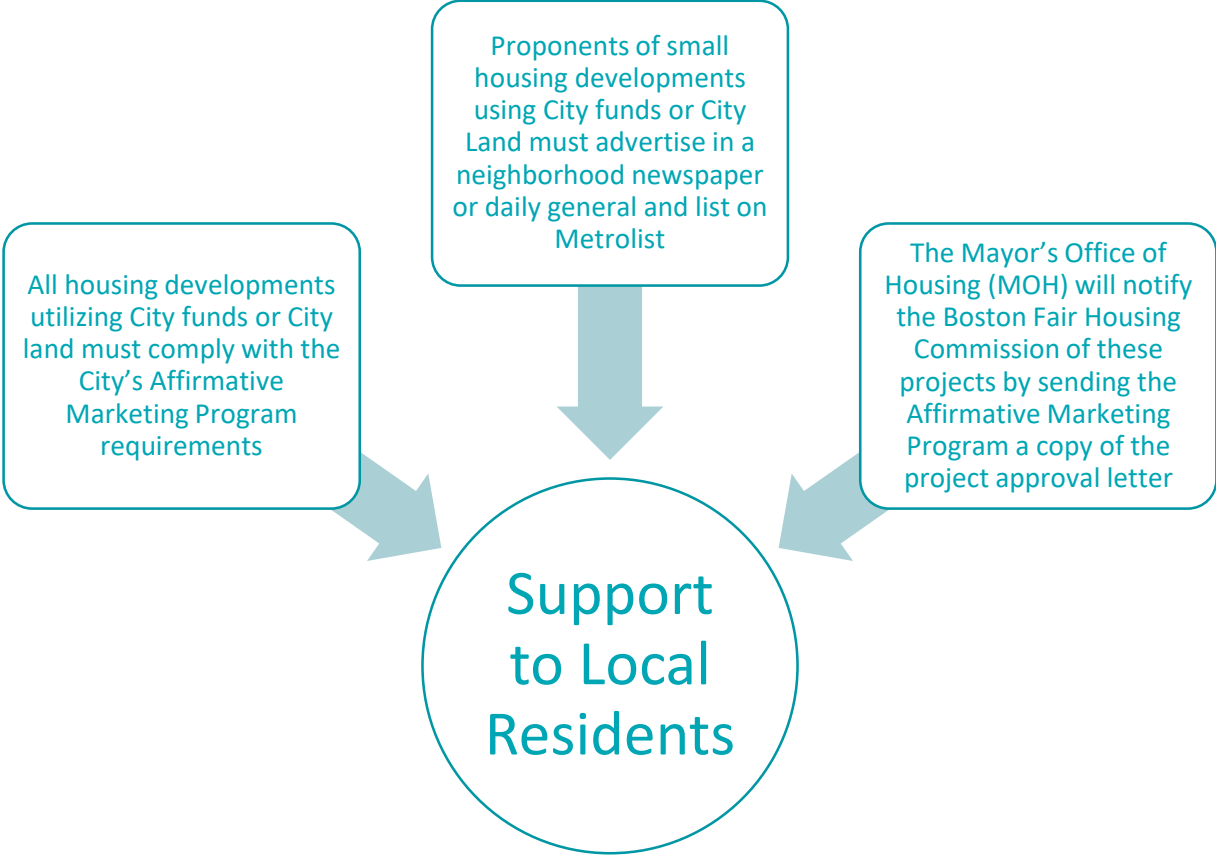 Proponents of small
housing developments
using City funds or City
Land must advertise in a
neighborhood newspaper
or daily general and list on
Metrolist
All housing developments
utilizing City funds or City
land must comply with the
City’s Affirmative
Marketing Program
requirements
The Mayor’s Office of
Housing (MOH) will notify
the Boston Fair Housing
Commission of these
projects by sending the
Affirmative Marketing
Program a copy of the
project approval letter
Support
to Local
Residents